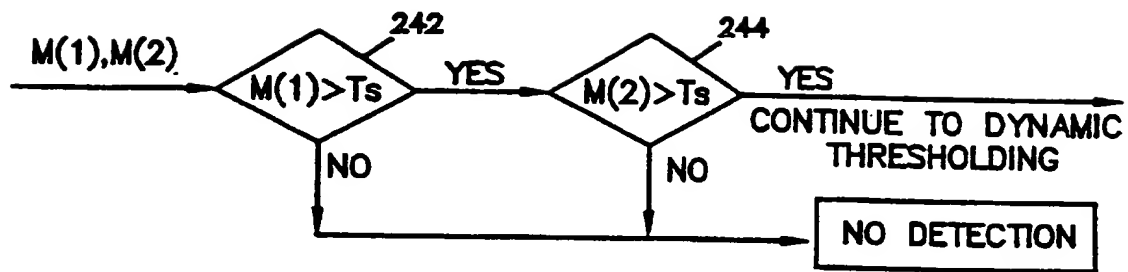 242
244
M(1),M(2)
M(1)>Ts
YES
M(2)>Ts
YES
CONTINUE TO DYNAMIC
THRESHOLDING
NO
NO
NO DETECTION